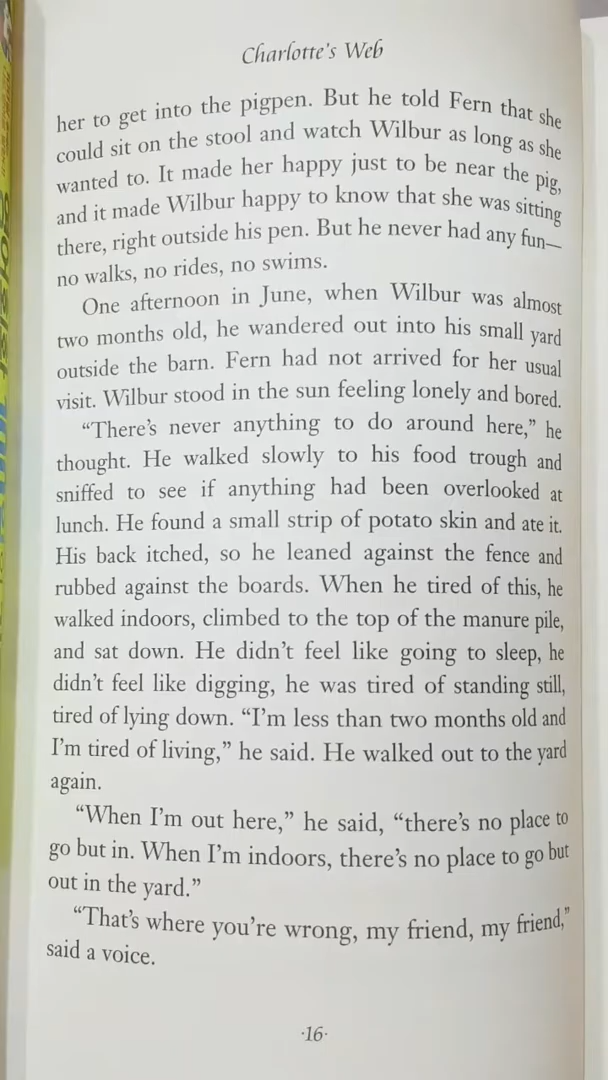 Charlotte's Web
her to get into the pigpen. But he told Fern that she
could sit on the stool and watch Wilbur as long as she
wanted to. It made her happy just to be near the pig,
and it made Wilbur happy to know that she was sitting
there, right outside his pen. But he never had any fun—
no walks, no rides, no swims.
One afternoon in June, when Wilbur was almost
two months old, he wandered out into his small yard
outside the barn. Fern had not arrived for her usual
visit. Wilbur stood in the sun feeling lonely and bored.
“There’s never anything to do around here,” he
thought. He walked slowly to his food trough and
sniffed to see if anything had been overlooked at
lunch. He found a small strip of potato skin and ate it.
His back itched, so he leaned against the fence and
rubbed against the boards. When he tired of this, he
walked indoors, climbed to the top of the manure pile,
and sat down. He didn’t feel like going to sleep, he
didn’t feel like digging, he was tired of standing still,
tired of lying down. “I’m less than two months old and
I’m tired of living,” he said. He walked out to the yard
again.
“When I’m out here,” he said, “there’s no place to
go but in. When I’m indoors, there’s no place to go but
out in the yard.”
“That’s where you’re wrong, my friend, my friend,”
said a voice.
·16·